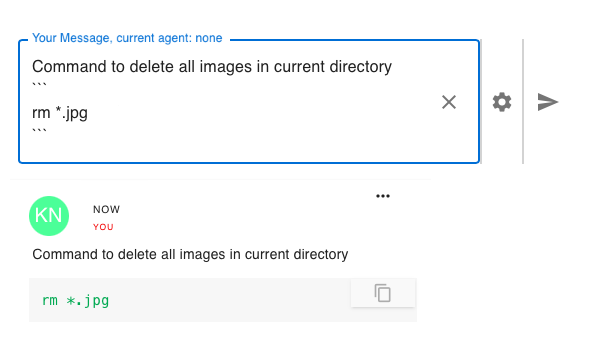 Your Message, current agent: none
Command to delete all images in current directory
```
rm *.jpg
```
KN
NOW
YOU
Command to delete all images in current directory
rm *.jpg